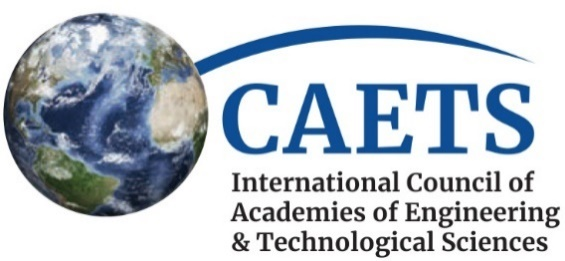 CAETS
International Council of
Academies of Engineering
& Technological Sciences